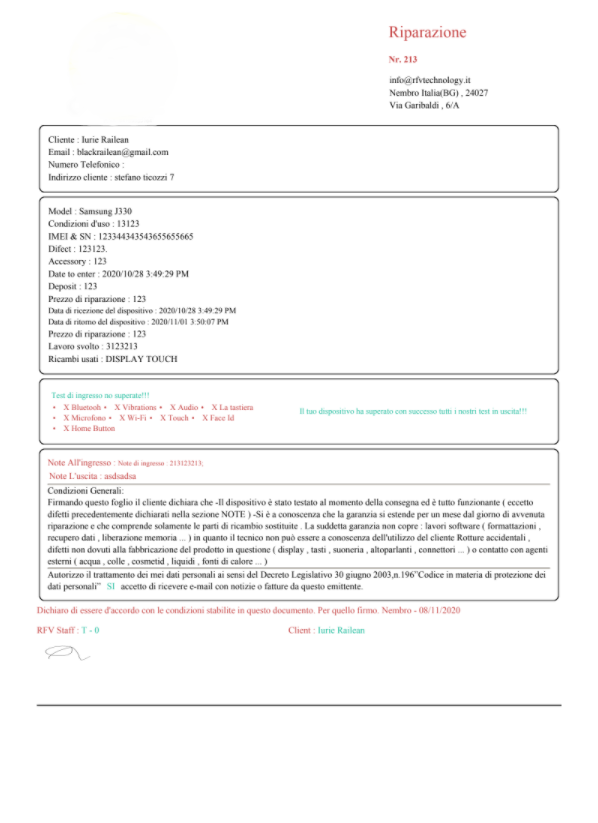 Riparazione
Nr. 213
info@rfvtechnology.it
Nembro Italia(BG) , 24027
Via Garibaldi , 6/A
Cliente : Iurie Railean
Email : blackrailean@gmail.com
Numero Telefonico :
Indirizzo cliente : stefano ticozzi 7
Model : Samsung J330
Condizioni d'uso : 13123
IMEI & SN : 123344343543655655665
Difect : 123123.
Accessory : 123
Date to enter : 2020/10/28 3:49:29 PM
Deposit : 123
Prezzo di riparazione : 123
Data di ricezione del dispositivo : 2020/10/28 3:49:29 PM
Data di ritorno del dispositivo : 2020/11/01 3:50:07 PM
Prezzo di riparazione : 123
Lavoro svolto : 3123213
Ricambi usati : DISPLAY TOUCH
Test di ingresso no superate!!!
• X Bluetooh • X Vibrations • X Audio • X La tastiera
• X Microfono • X Wi-Fi • X Touch • X Face Id
• X Home Button
Il tuo dispositivo ha superato con successo tutti i nostri test in uscita!!!
Note All'ingresso : Note di ingresso : 213123213;
Note L'uscita : asdsadsa
Condizioni Generali:
Firmando questo foglio il cliente dichiara che -Il dispositivo è stato testato al momento della consegna ed è tutto funzionante ( eccetto
difetti precedentemente dichiarati nella sezione NOTE ) -Si è a conoscenza che la garanzia si estende per un mese dal giorno di avvenuta
riparazione e che comprende solamente le parti di ricambio sostituite . La suddetta garanzia non copre : lavori software ( formattazioni ,
recupero dati , liberazione memoria ... ) in quanto il tecnico non può essere a conoscenza dell'utilizzo del cliente Rotture accidentali ,
difetti non dovuti alla fabbricazione del prodotto in questione ( display , tasti , suoneria , altoparlanti , connettori ... ) o contatto con agenti
esterni ( acqua , colle , cosmetid , liquidi , fonti di calore ... )
Autorizzo il trattamento dei mei dati personali ai sensi del Decreto Legislativo 30 giugno 2003,n.196"Codice in materia di protezione dei
dati personali" SI accetto di ricevere e-mail con notizie o fatture da questo emittente.
Dichiaro di essere d'accordo con le condizioni stabilite in questo documento. Per quello firmo. Nembro - 08/11/2020
RFV Staff : T - 0
Client : Iurie Railean